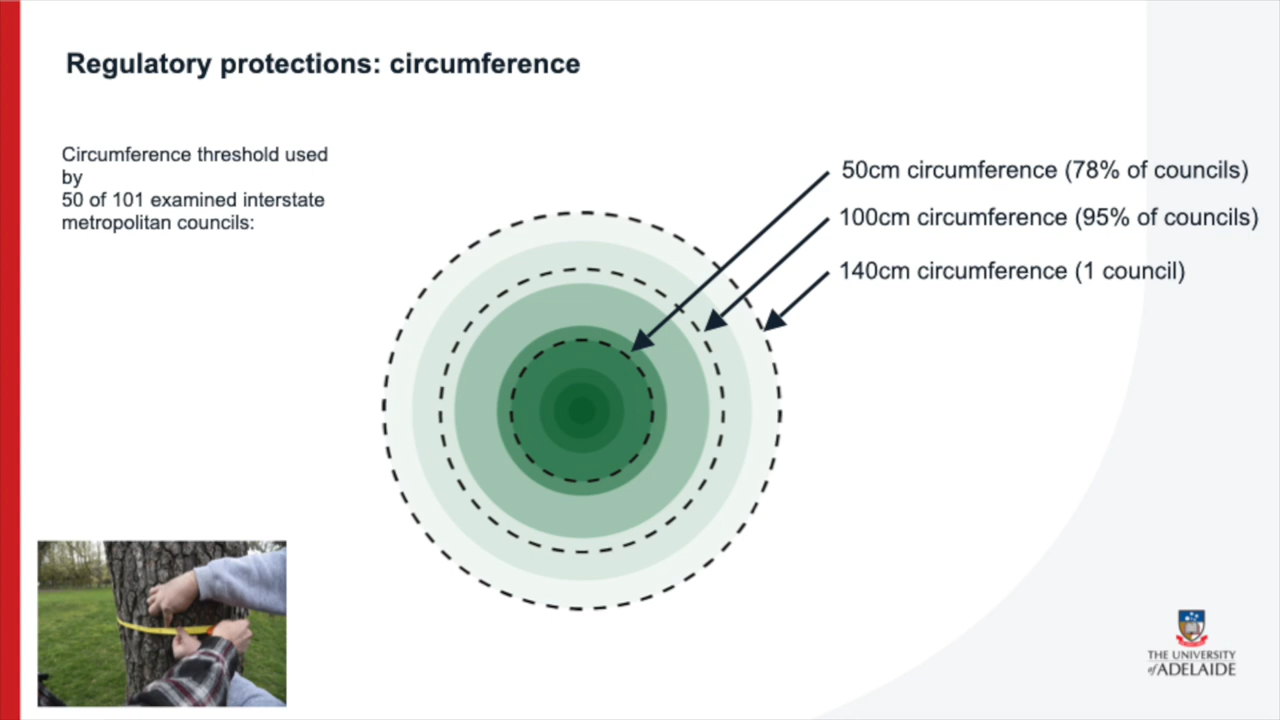 Regulatory protections: circumference
Circumference threshold used
by
50 of 101 examined interstate
metropolitan councils:
50cm circumference (78% of councils)
100cm circumference (95% of councils)
140cm circumference (1 council)
THE UNIVERSITY
of ADELAIDE